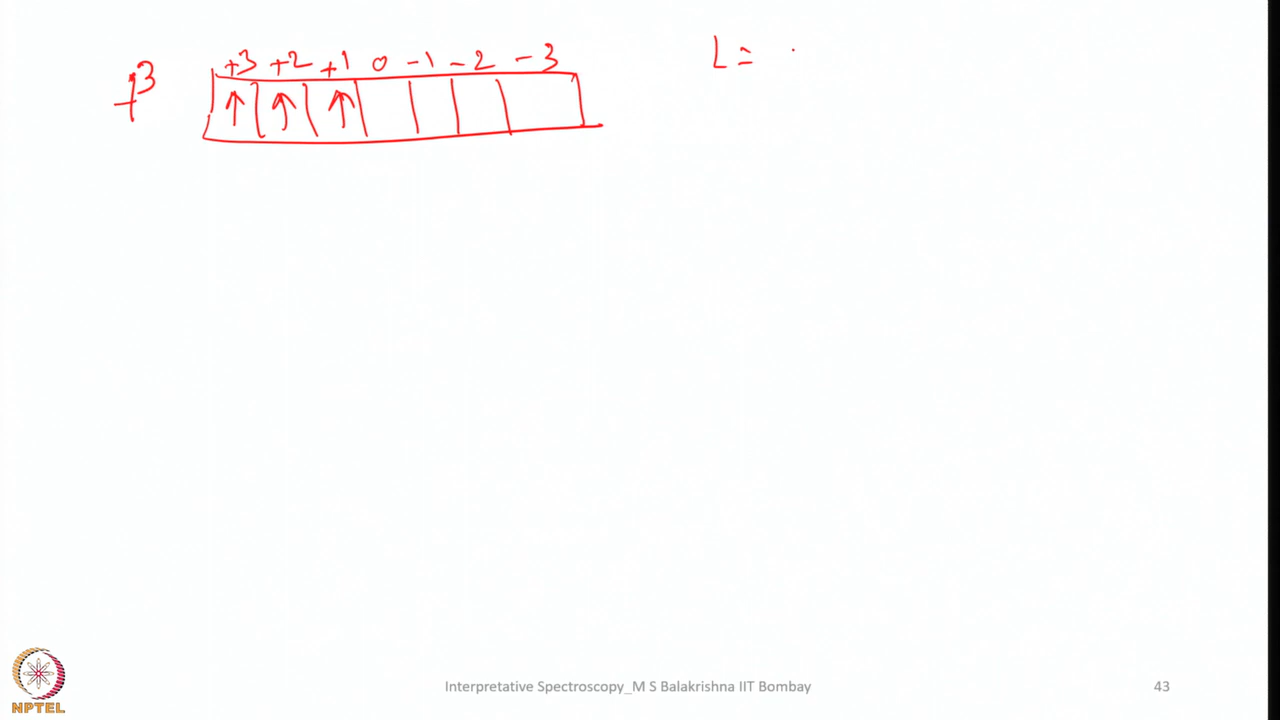 f³ +3 +2 +1 0 -1 -2 -3 L =
↑ ↑ ↑
NPTEL
Interpretative Spectroscopy_M S Balakrishna IIT Bombay 43